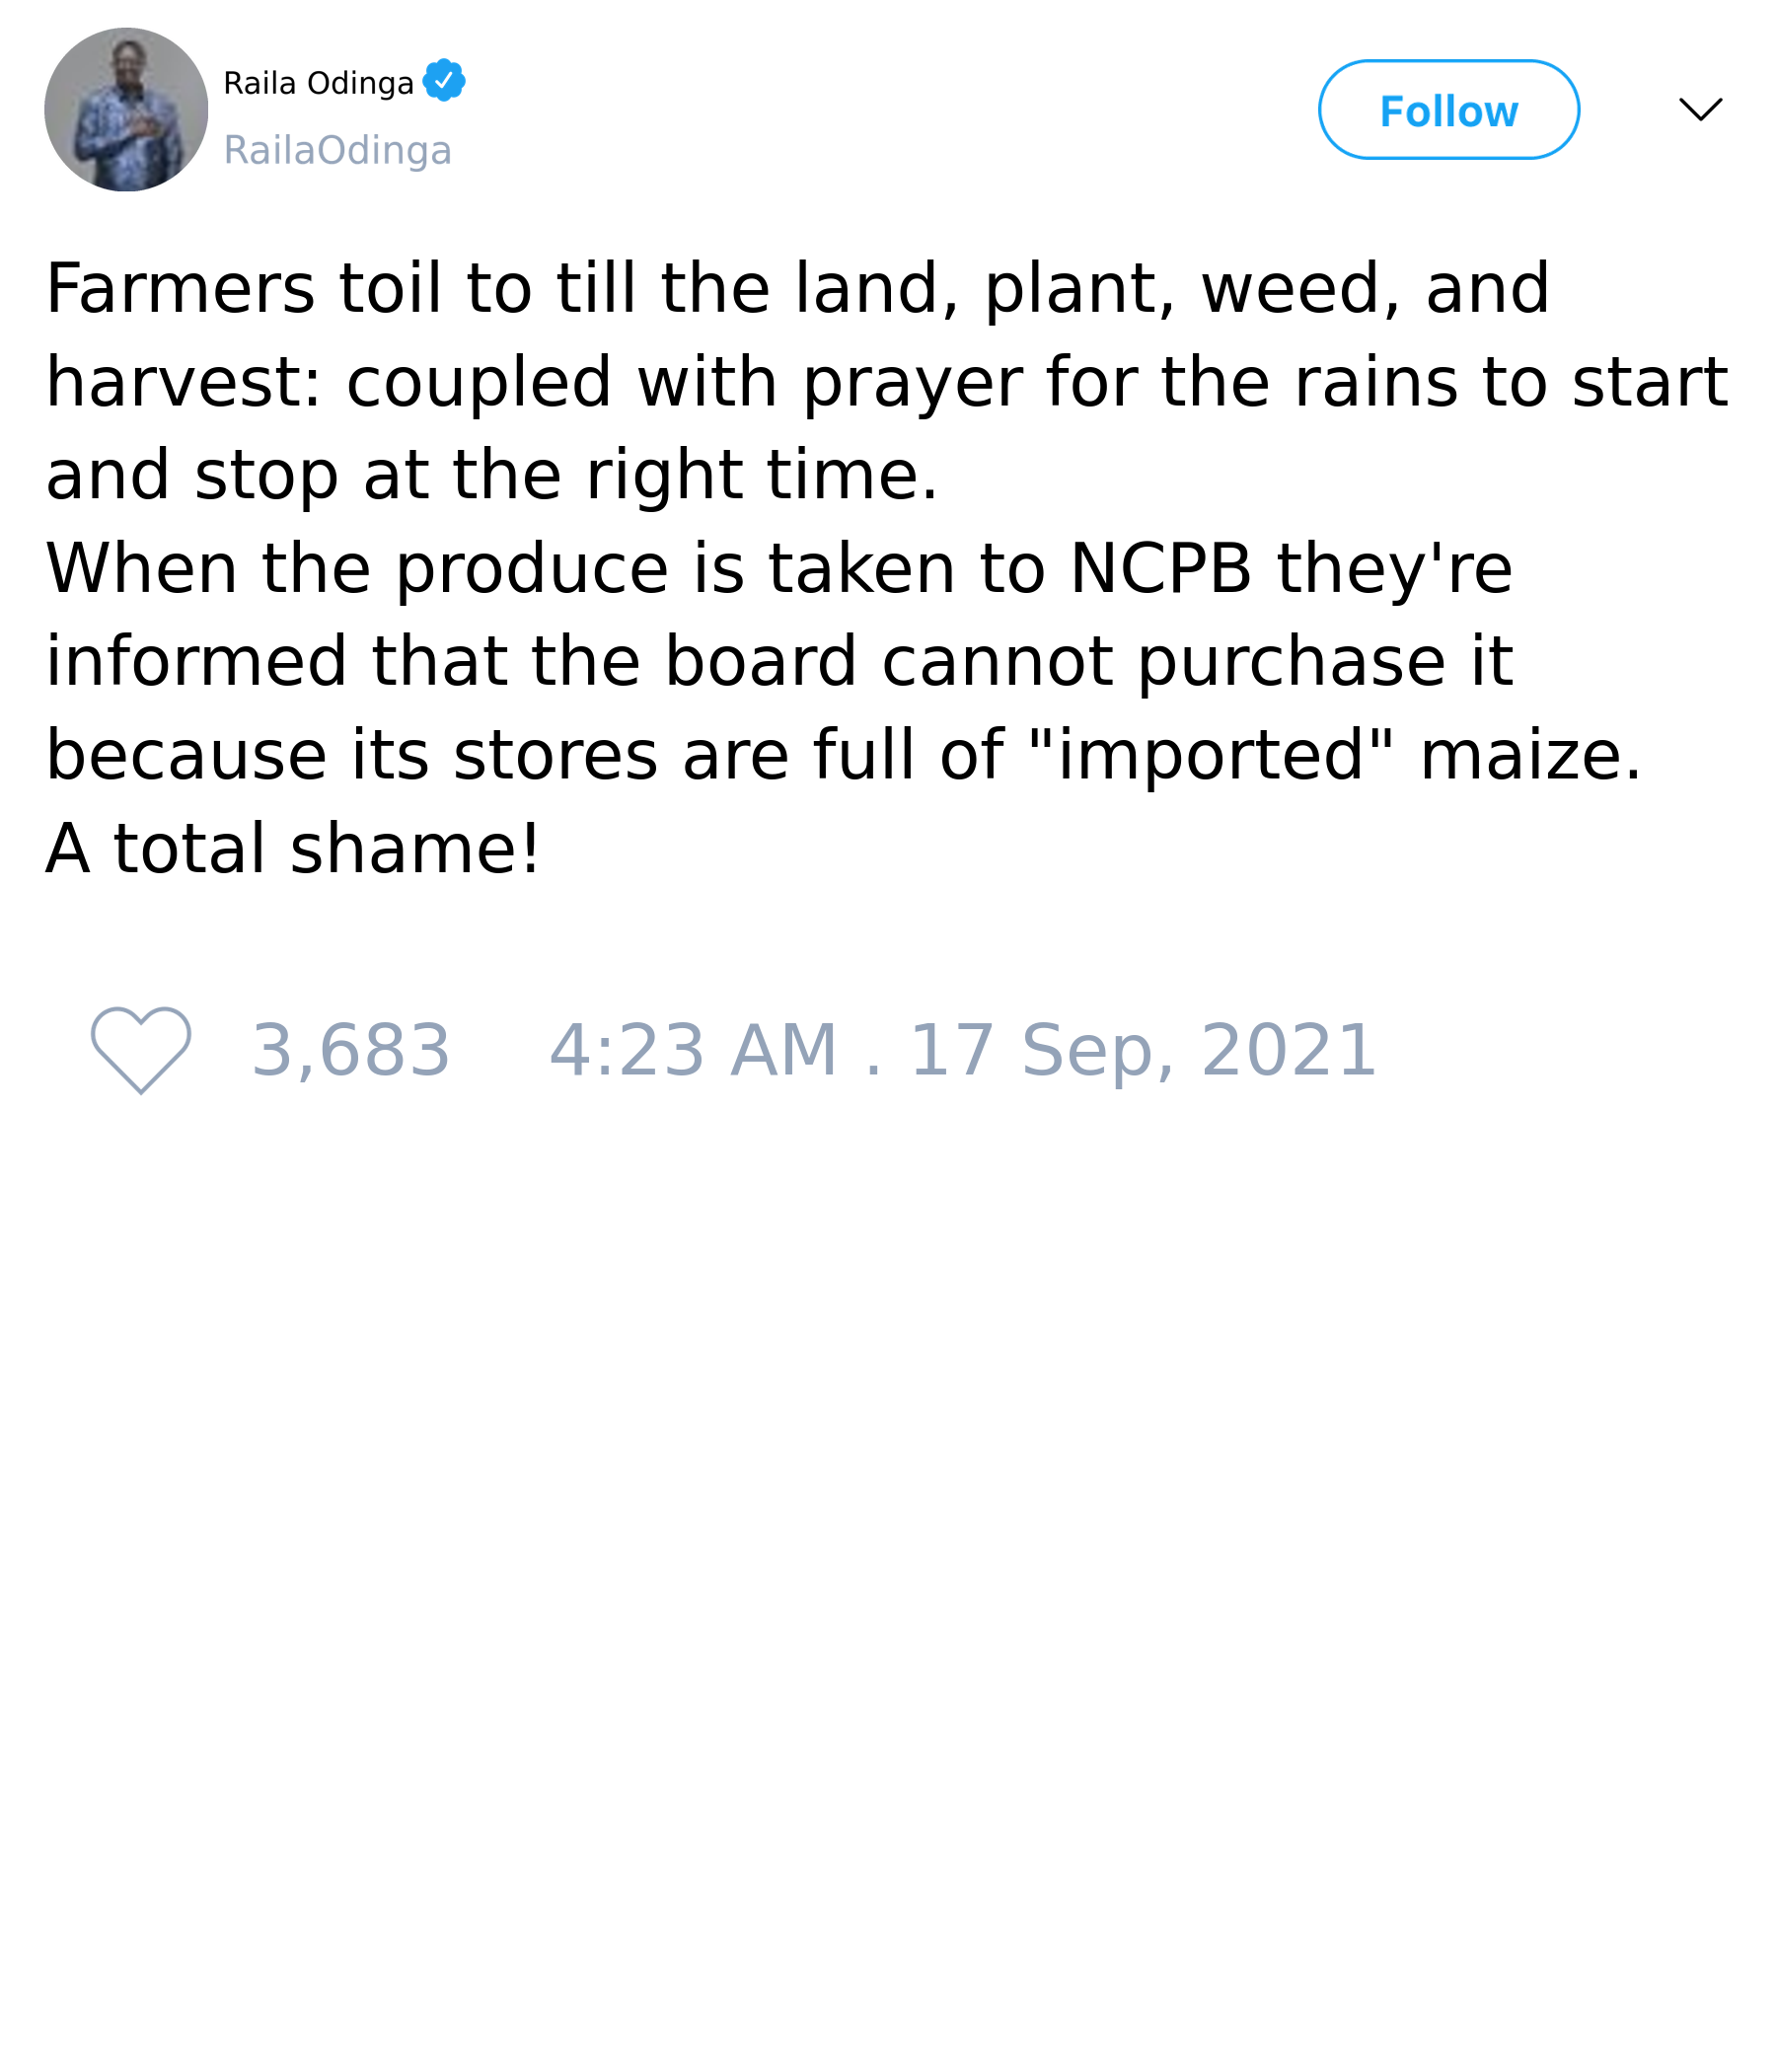 Raila Odinga
RailaOdinga
Follow
Farmers toil to till the land, plant, weed, and
harvest: coupled with prayer for the rains to start
and stop at the right time.
When the produce is taken to NCPB they're
informed that the board cannot purchase it
because its stores are full of "imported" maize.
A total shame!
3,683 4:23 AM . 17 Sep, 2021